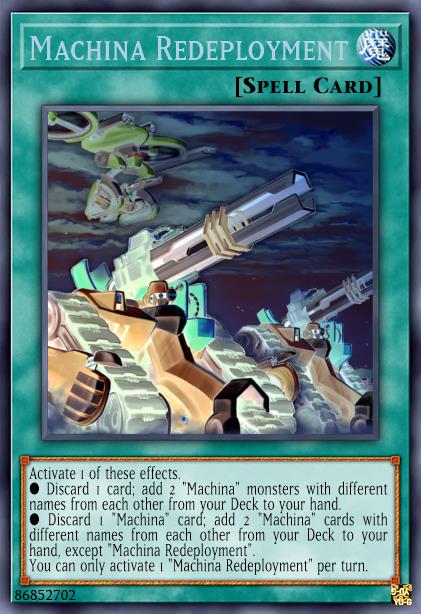 Machina Redeployment 魔
[Spell Card]
Activate 1 of these effects.
● Discard 1 card; add 2 "Machina" monsters with different
names from each other from your Deck to your hand.
● Discard 1 "Machina" card; add 2 "Machina" cards with
different names from each other from your Deck to your
hand, except "Machina Redeployment".
You can only activate 1 "Machina Redeployment" per turn.
86852702